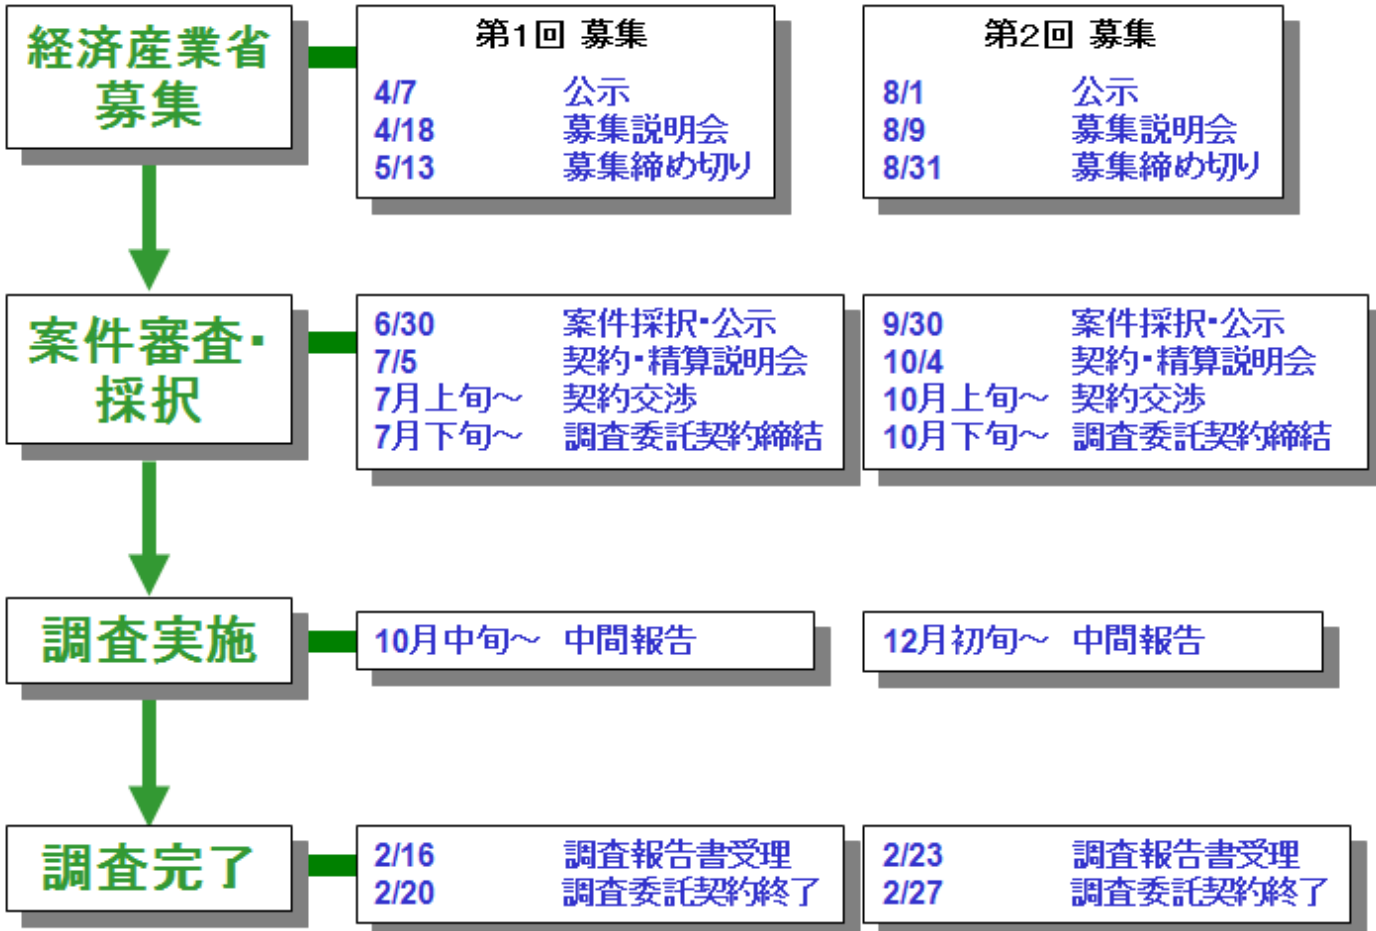 経済産業省
募集
第1回 募集
4/7 公示
4/18 募集説明会
5/13 募集締め切り
第2回 募集
8/1 公示
8/9 募集説明会
8/31 募集締め切り
案件審査・
採択
6/30 案件採択・公示
7/5 契約・精算説明会
7月上旬～ 契約交渉
7月下旬～ 調査委託契約締結
9/30 案件採択・公示
10/4 契約・精算説明会
10月上旬～ 契約交渉
10月下旬～ 調査委託契約締結
調査実施
10月中旬～ 中間報告
12月初旬～ 中間報告
調査完了
2/16 調査報告書受理
2/20 調査委託契約終了
2/23 調査報告書受理
2/27 調査委託契約終了